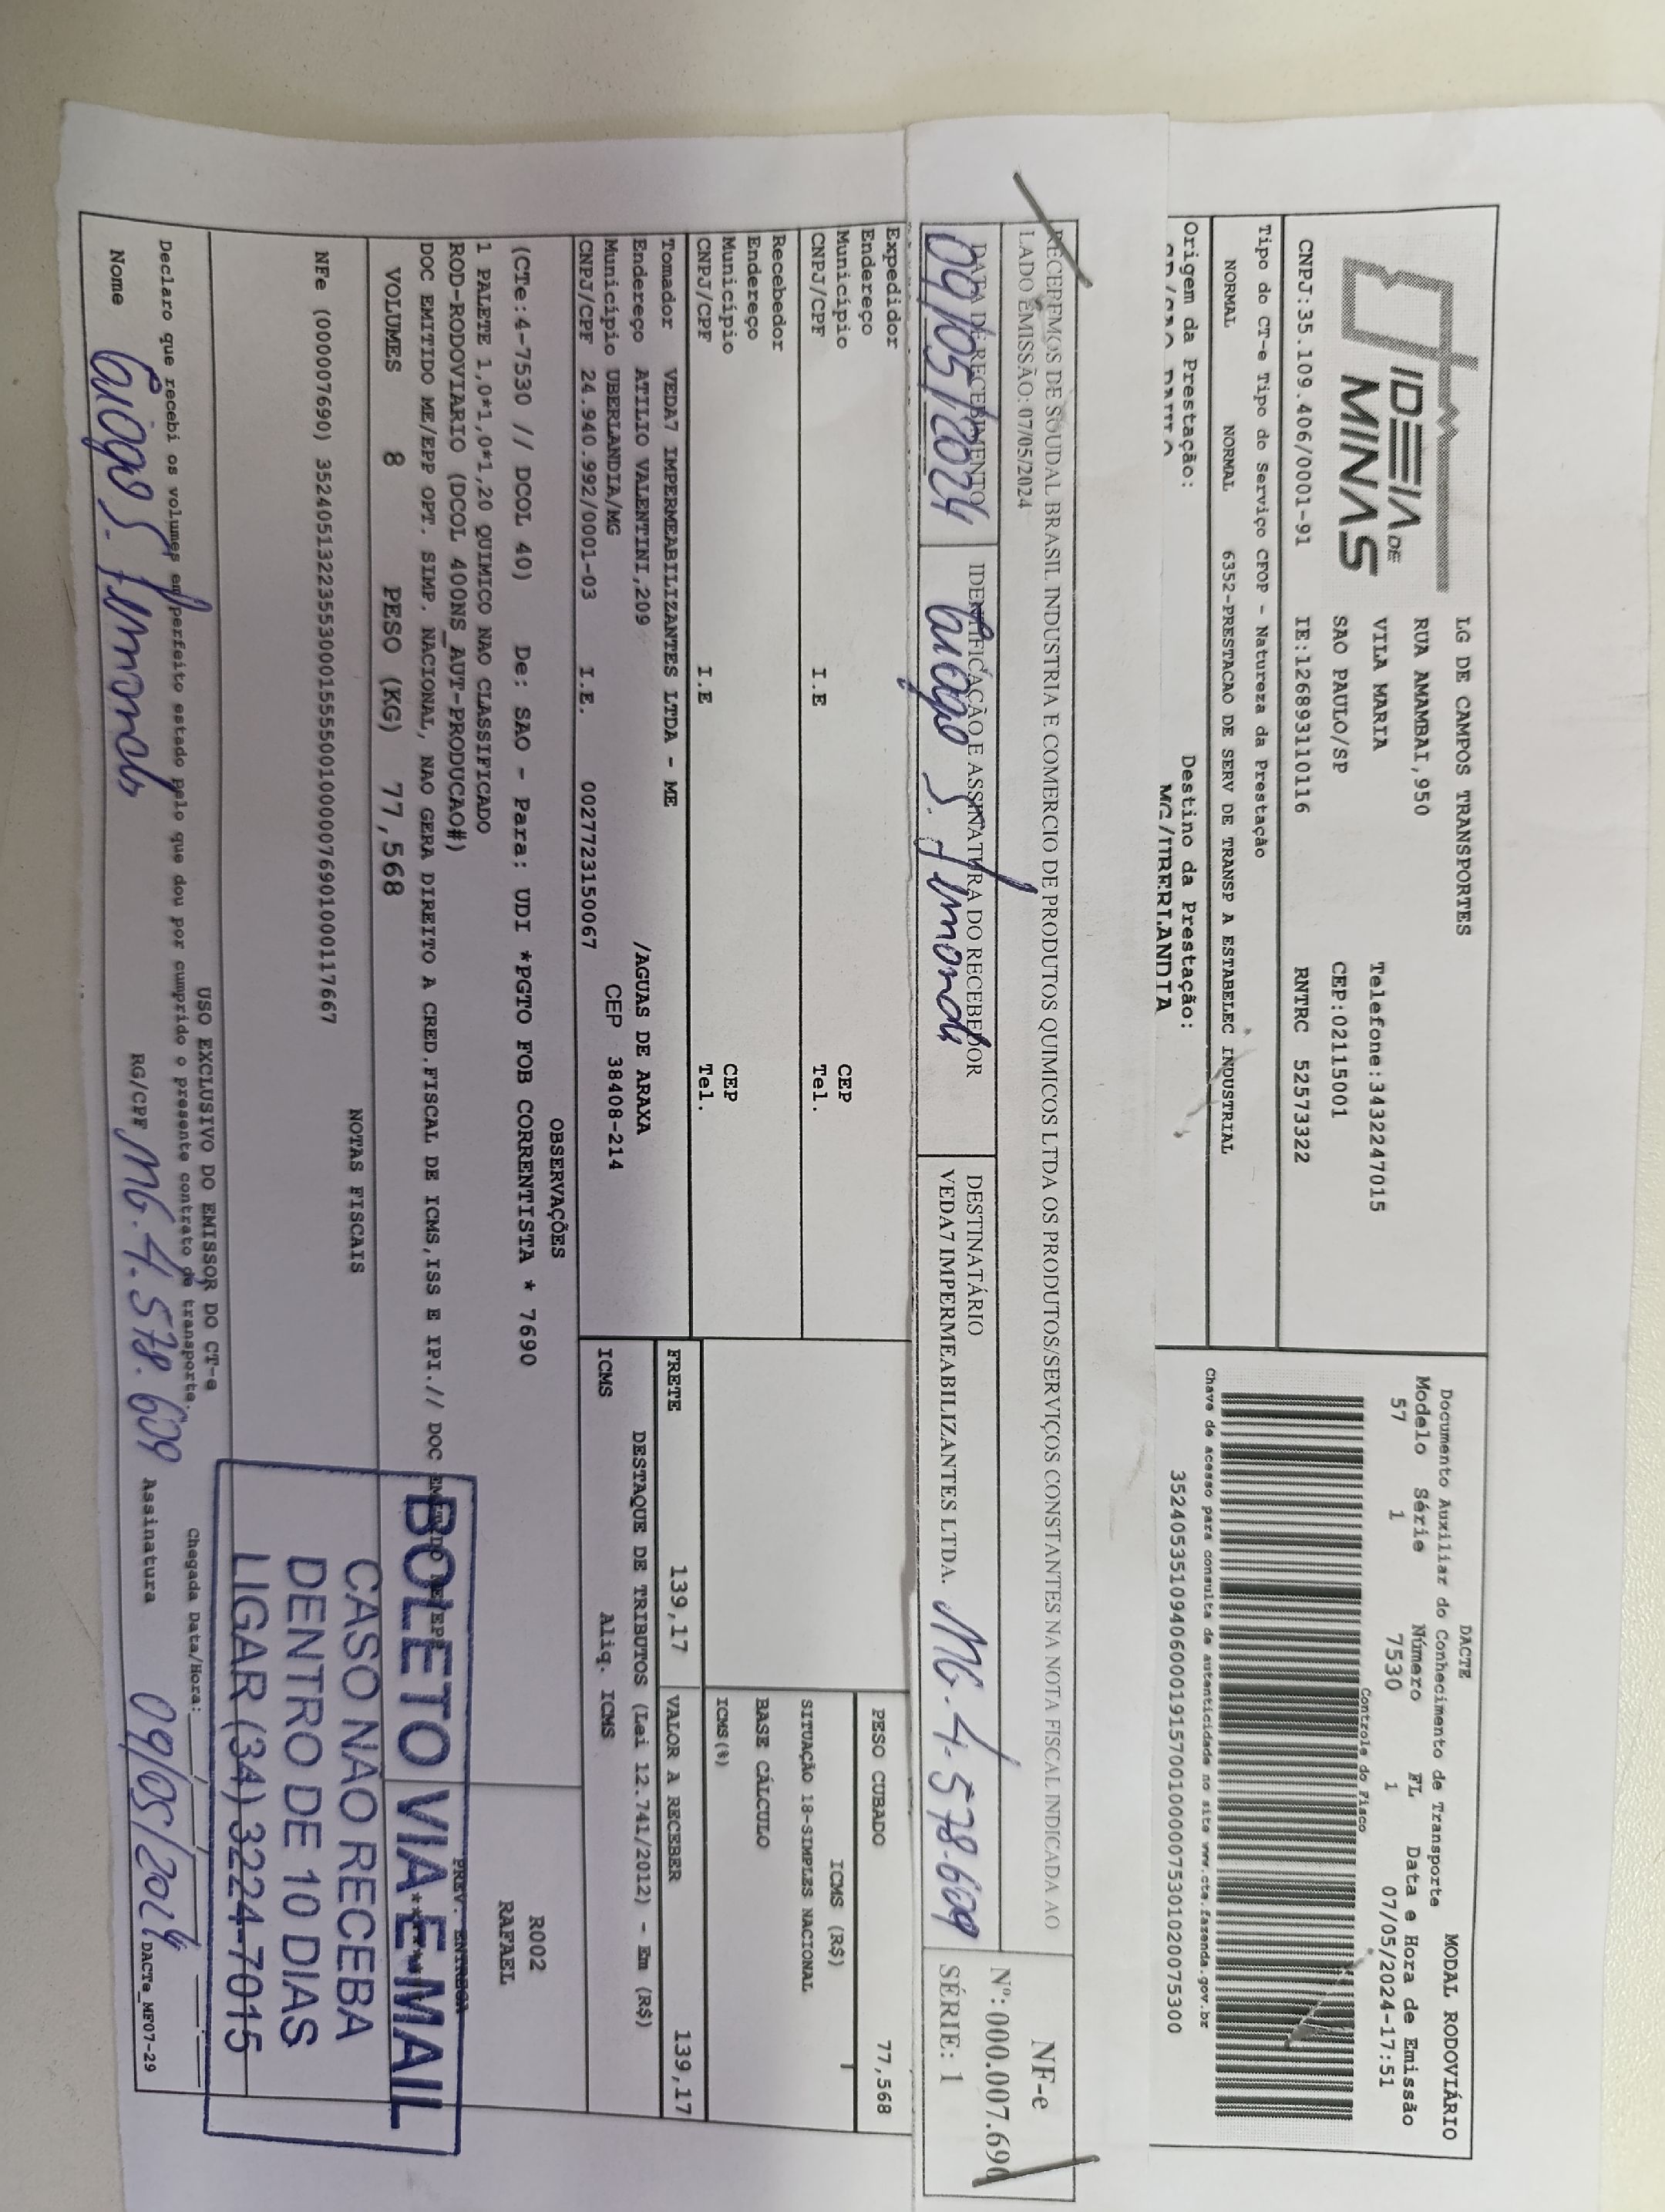 IDEIA DE
MINAS
LG DE CAMPOS TRANSPORTES
RUA AMAMBAI,950
VILA MARIA
Telefone:3432247015
SAO PAULO/SP
CEP:02115001
CNPJ:35.109.406/0001-91
IE:126893110116
RNTRC 52573322
DACTE
MODAL RODOVIÁRIO
Documento Auxiliar do Conhecimento de Transporte
Modelo Série Número FL Data e Hora de Emissão
57 1 7530 1 07/05/2024-17:51
Controle do Fisco
Chave de acesso para consulta de autenticidade no site www.cte.fazenda.gov.br
35240535109406000191570010000075301020075300
Tipo do CT-e Tipo do Serviço CFOP - Natureza da Prestação
NORMAL NORMAL 6352-PRESTACAO DE SERV DE TRANSP A ESTABELEC INDUSTRIAL
Origem da Prestação:
Destino da Prestação:
SP/SAO PAULO
MG/UBERLANDIA
RECEBEMOS DE SOUDAL BRASIL INDUSTRIA E COMERCIO DE PRODUTOS QUIMICOS LTDA OS PRODUTOS/SERVIÇOS CONSTANTES NA NOTA FISCAL INDICADA AO
LADO EMISSÃO: 07/05/2024
NF-e
Nº: 000.007.690
SÉRIE: 1
DATA DE RECEBIMENTO
09/05/2024
IDENTIFICAÇÃO E ASSINATURA DO RECEBEDOR
DESTINATÁRIO
VEDA7 IMPERMEABILIZANTES LTDA.
MG.4.578.609
Expedidor
Endereço
Município CEP
CNPJ/CPF I.E Tel.
Recebedor
Endereço
Município CEP
CNPJ/CPF I.E Tel.
PESO CUBADO 77,568
ICMS (R$)
SITUAÇÃO 18-SIMPLES NACIONAL
BASE CÁLCULO
ICMS(%)
Tomador VEDA7 IMPERMEABILIZANTES LTDA - ME
Endereço ATILIO VALENTINI,209 /AGUAS DE ARAXA
Município UBERLANDIA/MG CEP 38408-214
CNPJ/CPF 24.940.992/0001-03 I.E. 0027723150067
FRETE 139,17 VALOR A RECEBER 139,17
DESTAQUE DE TRIBUTOS (Lei 12.741/2012) - Em (R$)
ICMS Aliq. ICMS
OBSERVAÇÕES
(CTe:4-7530 // DCOL 40) De: SAO - Para: UDI *PGTO FOB CORRENTISTA * 7690
1 PALETE 1,0*1,0*1,20 QUIMICO NAO CLASSIFICADO
ROD-RODOVIARIO (DCOL 400NS_AUT-PRODUCAO#)
DOC EMITIDO ME/EPP OPT. SIMP. NACIONAL, NAO GERA DIREITO A CRED.FISCAL DE ICMS,ISS E IPI.// DOC EMITIDO ME/EPP
R002
RAFAEL
PREV. ENTREGA
VOLUMES 8 PESO (KG) 77,568
NOTAS FISCAIS
NFe (000007690) 35240513223553000155550010000076901000117667
BOLETO VIA E-MAIL
CASO NÃO RECEBA
DENTRO DE 10 DIAS
LIGAR (34) 3224-7015
USO EXCLUSIVO DO EMISSOR DO CT-e
Declaro que recebi os volumes em perfeito estado pelo que dou por cumprido o presente contrato de transporte.
Chegada Data/Hora:
Nome
RG/CPF MG.4.578.609
Assinatura 09/05/2024
DACTe_MF07-29